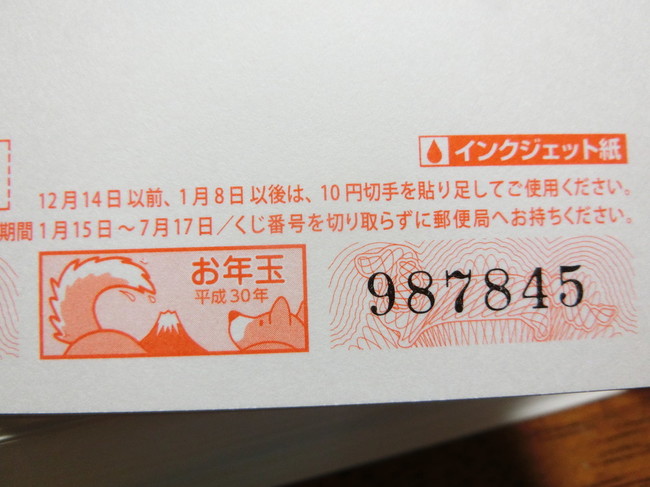 インクジェット紙
12月14日以前、1月8日以後は、10円切手を貼り足してご使用ください。
期間 1月15日〜7月17日/くじ番号を切り取らずに郵便局へお持ちください。
お年玉
平成30年
987845